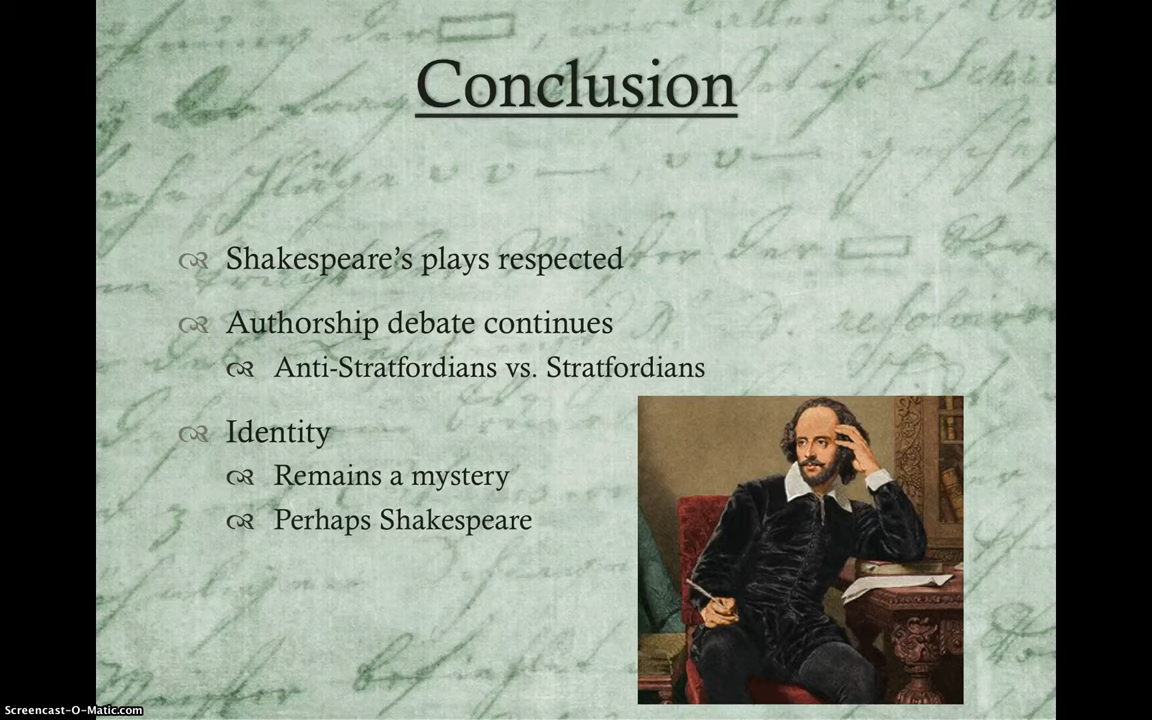 Conclusion
Shakespeare's plays respected
Authorship debate continues
Anti-Stratfordians vs. Stratfordians
Identity
Remains a mystery
Perhaps Shakespeare
Screencast-O-Matic.com